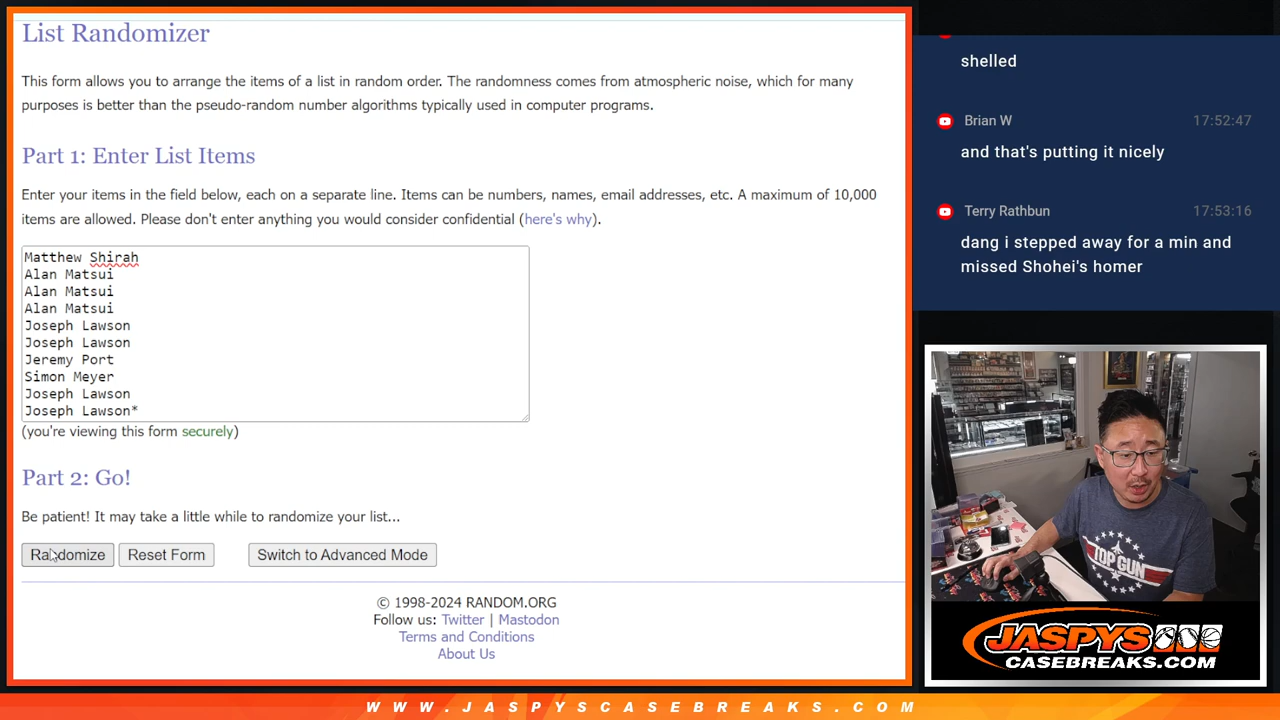 List Randomizer
This form allows you to arrange the items of a list in random order. The randomness comes from atmospheric noise, which for many
purposes is better than the pseudo-random number algorithms typically used in computer programs.
Part 1: Enter List Items
Enter your items in the field below, each on a separate line. Items can be numbers, names, email addresses, etc. A maximum of 10,000
items are allowed. Please don't enter anything you would consider confidential (here's why).
Matthew Shirah
Alan Matsui
Alan Matsui
Alan Matsui
Joseph Lawson
Joseph Lawson
Jeremy Port
Simon Meyer
Joseph Lawson
Joseph Lawson*
(you're viewing this form securely)
Part 2: Go!
Be patient! It may take a little while to randomize your list...
Randomize Reset Form Switch to Advanced Mode
© 1998-2024 RANDOM.ORG
Follow us: Twitter | Mastodon
Terms and Conditions
About Us
shelled
Brian W 17:52:47
and that's putting it nicely
Terry Rathbun 17:53:16
dang i stepped away for a min and
missed Shohei's homer
TOP GUN
JASPYS
CASEBREAKS.COM
WWW.JASPYSCASEBREAKS.COM